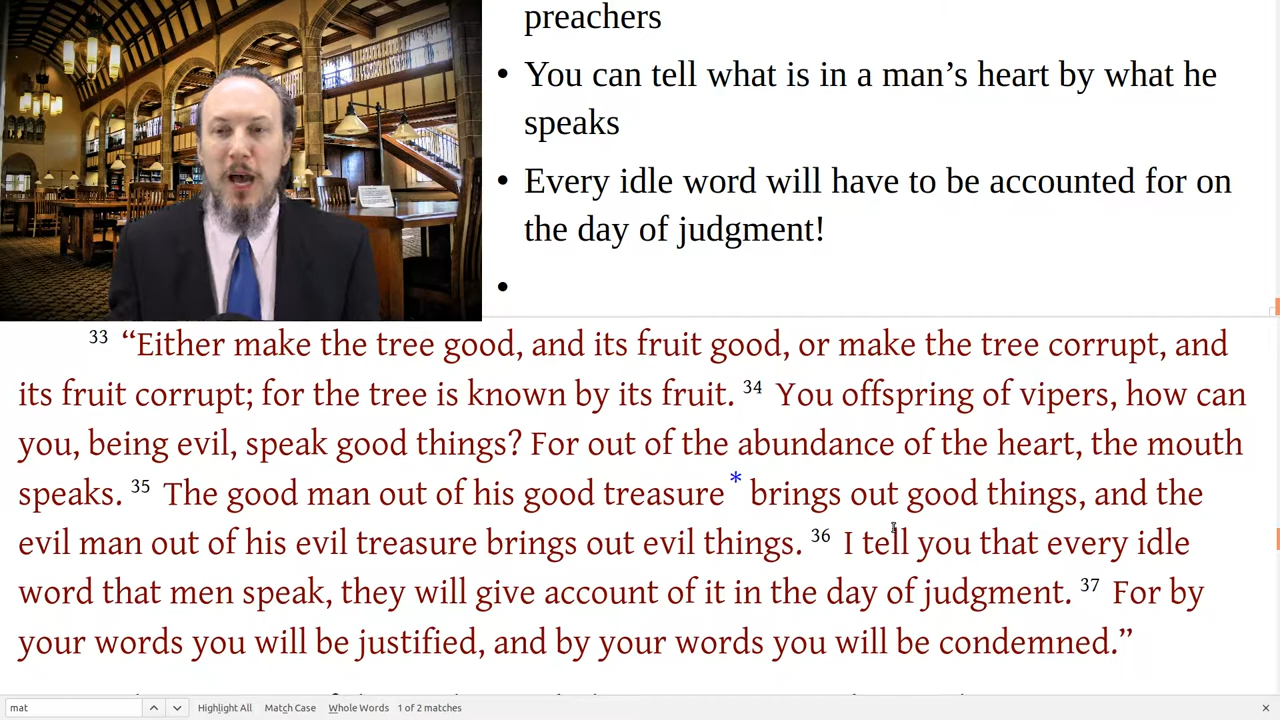 preachers
• You can tell what is in a man’s heart by what he
speaks
• Every idle word will have to be accounted for on
the day of judgment!
•
33 “Either make the tree good, and its fruit good, or make the tree corrupt, and
its fruit corrupt; for the tree is known by its fruit. 34 You offspring of vipers, how can
you, being evil, speak good things? For out of the abundance of the heart, the mouth
speaks. 35 The good man out of his good treasure* brings out good things, and the
evil man out of his evil treasure brings out evil things. 36 I tell you that every idle
word that men speak, they will give account of it in the day of judgment. 37 For by
your words you will be justified, and by your words you will be condemned.”
mat Highlight All Match Case Whole Words 1 of 2 matches